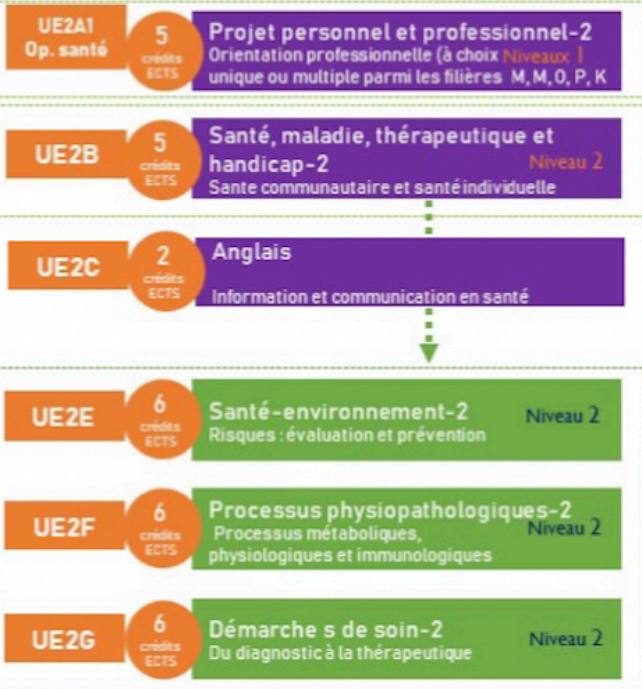 UE2A1
Op. santé
5
crédits
ECTS
Projet personnel et professionnel-2
Orientation professionnelle (à choix Niveaux I
unique ou multiple parmi les filières M, M, O, P, K
UE2B
5
crédits
ECTS
Santé, maladie, thérapeutique et
handicap-2 Niveau 2
Sante communautaire et santé individuelle
UE2C
2
crédits
ECTS
Anglais
Information et communication en santé
UE2E
6
crédits
ECTS
Santé-environnement-2 Niveau 2
Risques : évaluation et prévention
UE2F
6
crédits
ECTS
Processus physiopathologiques-2
Processus métaboliques, Niveau 2
physiologiques et immunologiques
UE2G
6
crédits
ECTS
Démarche s de soin-2 Niveau 2
Du diagnostic à la thérapeutique